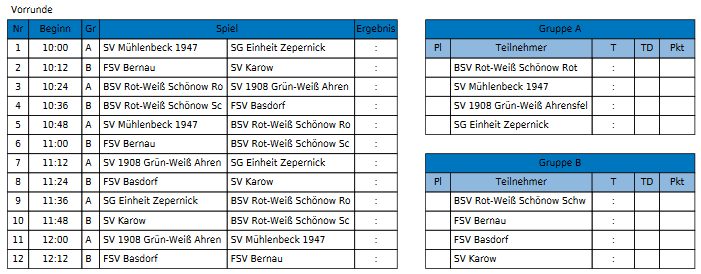 Vorrunde
Nr Beginn Gr Spiel Ergebnis
1 10:00 A SV Mühlenbeck 1947 SG Einheit Zepernick :
2 10:12 B FSV Bernau SV Karow :
3 10:24 A BSV Rot-Weiß Schönow Ro SV 1908 Grün-Weiß Ahren :
4 10:36 B BSV Rot-Weiß Schönow Sc FSV Basdorf :
5 10:48 A SV Mühlenbeck 1947 BSV Rot-Weiß Schönow Ro :
6 11:00 B FSV Bernau BSV Rot-Weiß Schönow Sc :
7 11:12 A SV 1908 Grün-Weiß Ahren SG Einheit Zepernick :
8 11:24 B FSV Basdorf SV Karow :
9 11:36 A SG Einheit Zepernick BSV Rot-Weiß Schönow Ro :
10 11:48 B SV Karow BSV Rot-Weiß Schönow Sc :
11 12:00 A SV 1908 Grün-Weiß Ahren SV Mühlenbeck 1947 :
12 12:12 B FSV Basdorf FSV Bernau :
Gruppe A
Pl Teilnehmer T TD Pkt
BSV Rot-Weiß Schönow Rot :
SV Mühlenbeck 1947 :
SV 1908 Grün-Weiß Ahrensfel :
SG Einheit Zepernick :
Gruppe B
Pl Teilnehmer T TD Pkt
BSV Rot-Weiß Schönow Schw :
FSV Bernau :
FSV Basdorf :
SV Karow :